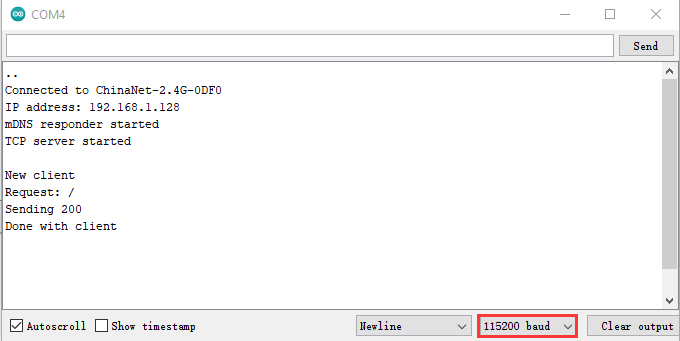 COM4
Send
..
Connected to ChinaNet-2.4G-0DF0
IP address: 192.168.1.128
mDNS responder started
TCP server started
New client
Request: /
Sending 200
Done with client
Autoscroll Show timestamp Newline 115200 baud Clear output